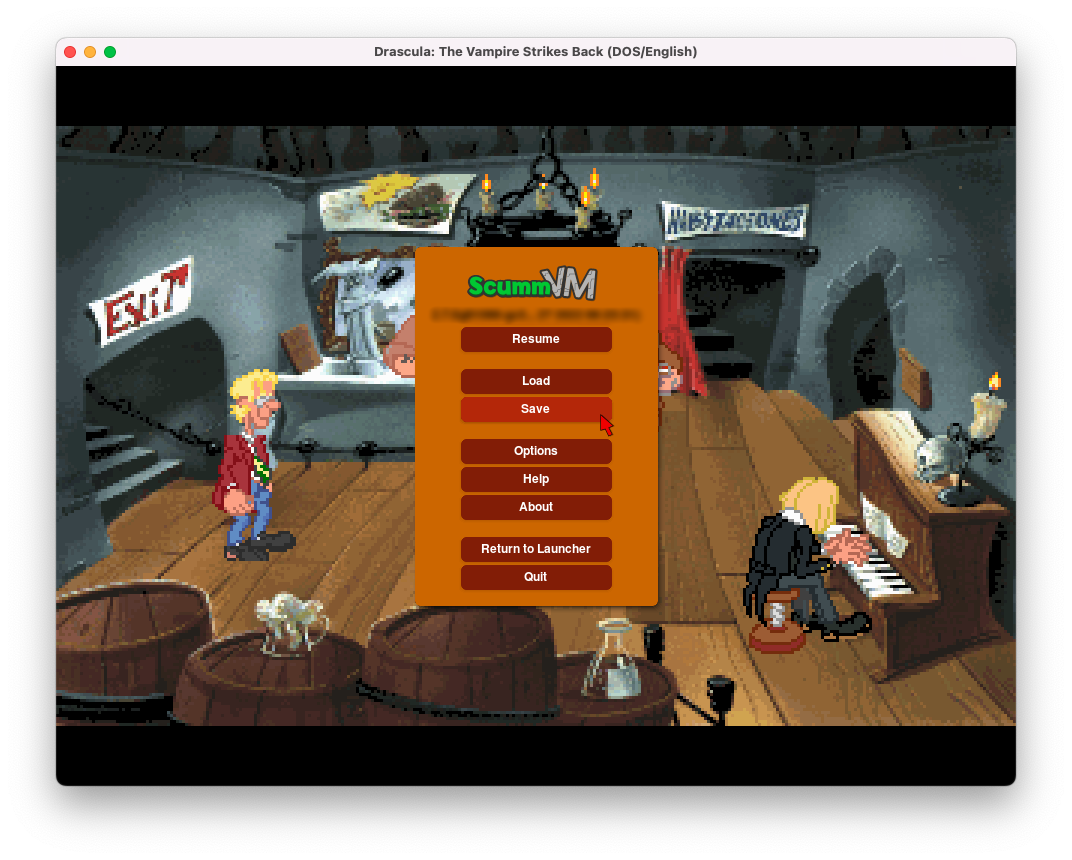 Drascula: The Vampire Strikes Back (DOS/English)
EXIT
ScummVM
Resume
Load
Save
Options
Help
About
Return to Launcher
Quit